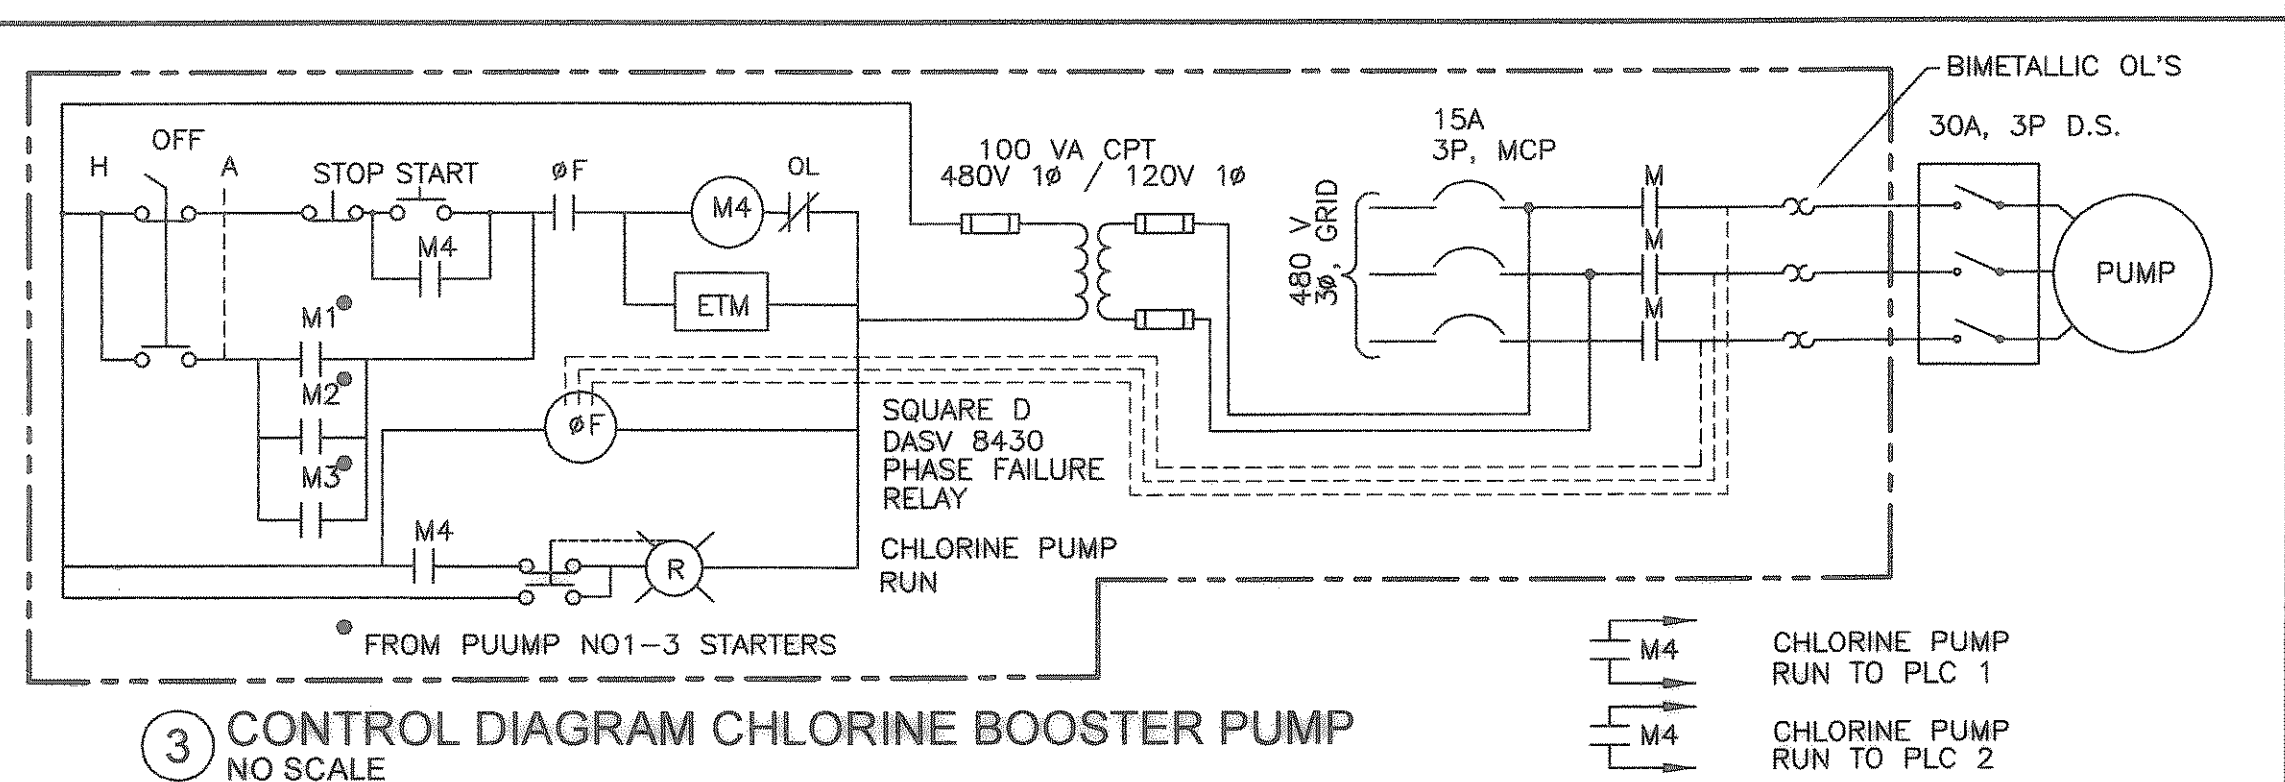 BIMETALLIC OL'S
30A, 3P D.S.
15A
3P, MCP
100 VA CPT
480V 1ø / 120V 1ø
OFF
H
A
STOP START
øF
OL
M4
M4
ETM
M1
M2
M3
øF
480 V
3ø, GRID
M
M
M
PUMP
SQUARE D
DASV 8430
PHASE FAILURE
RELAY
M4
R
CHLORINE PUMP
RUN
FROM PUUMP NO1-3 STARTERS
M4
CHLORINE PUMP
RUN TO PLC 1
M4
CHLORINE PUMP
RUN TO PLC 2
3 CONTROL DIAGRAM CHLORINE BOOSTER PUMP
NO SCALE